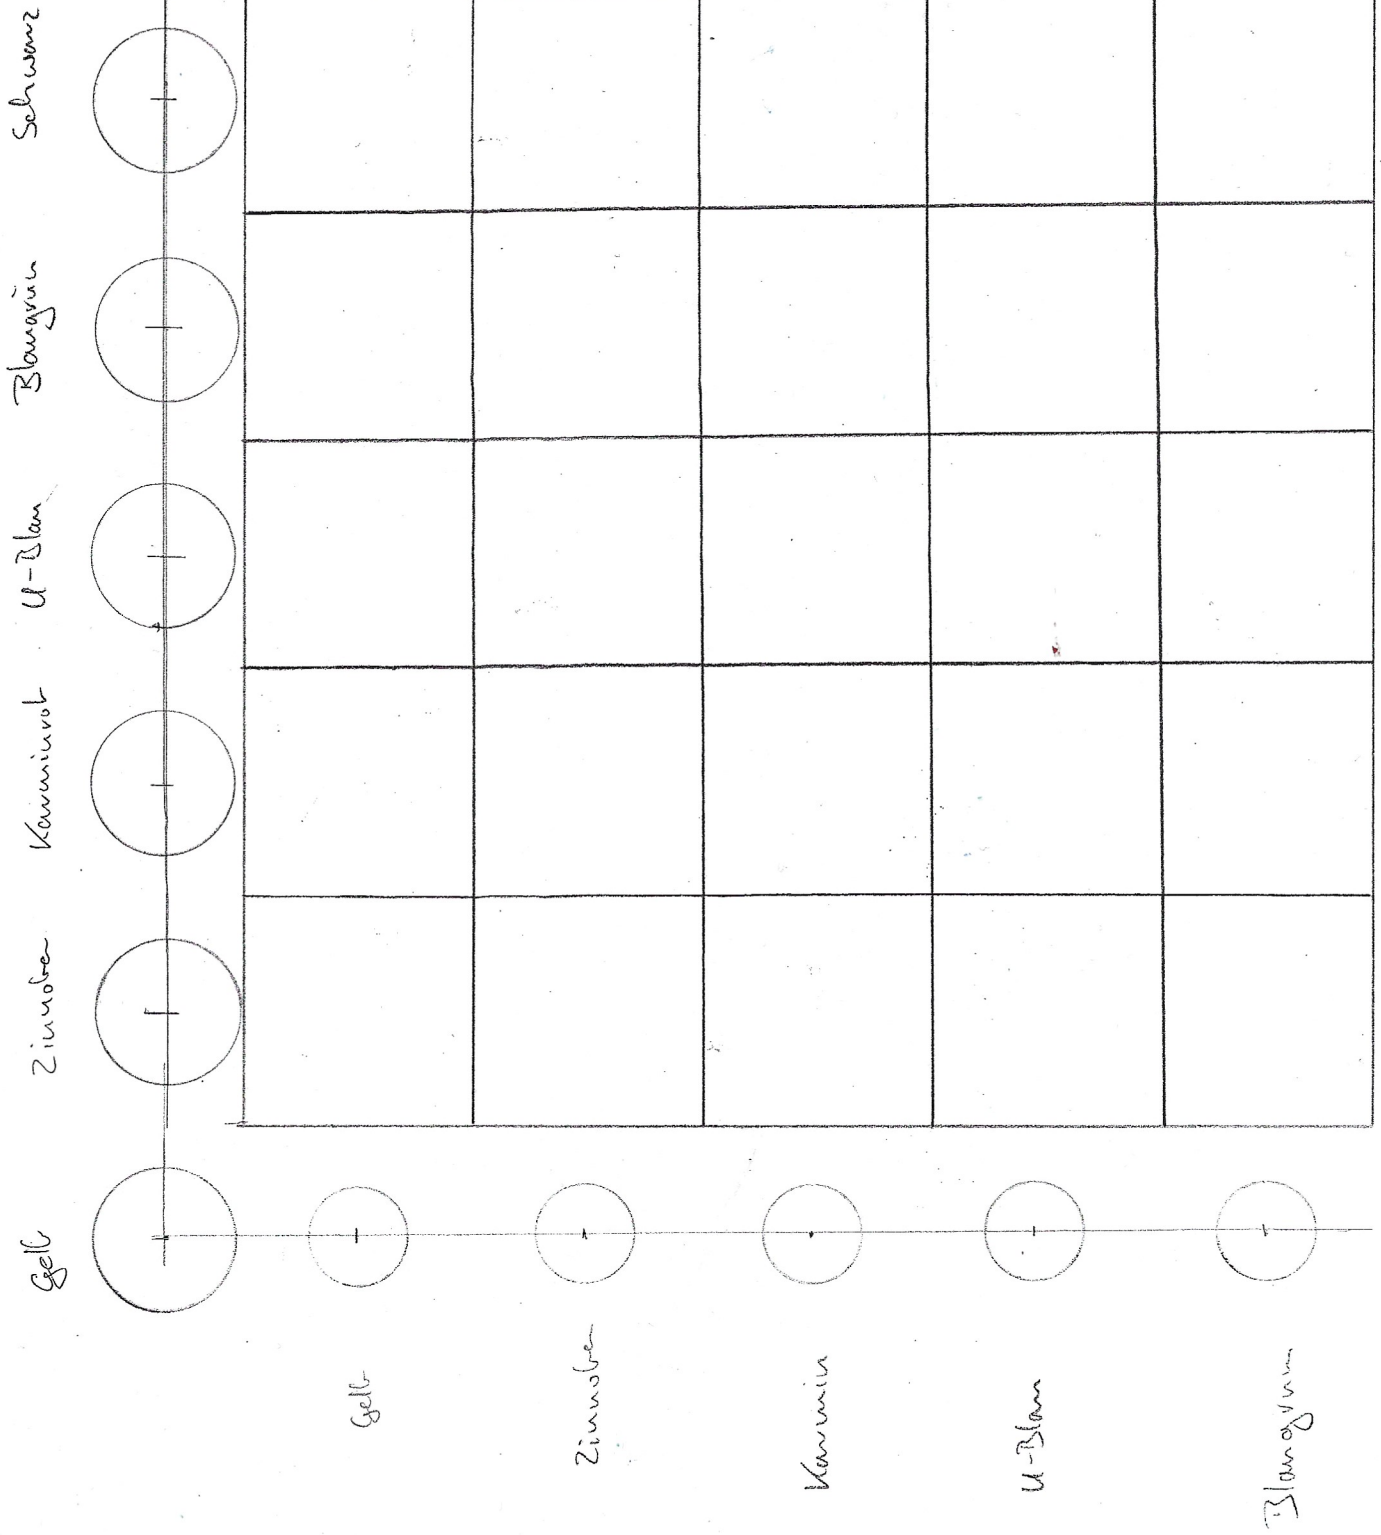 Schwarz
Blaugrün
U-Blau
Karminrot
Zinnober
Gelb
Gelb
Zinnober
Karmin
U-Blau
Blaugrün